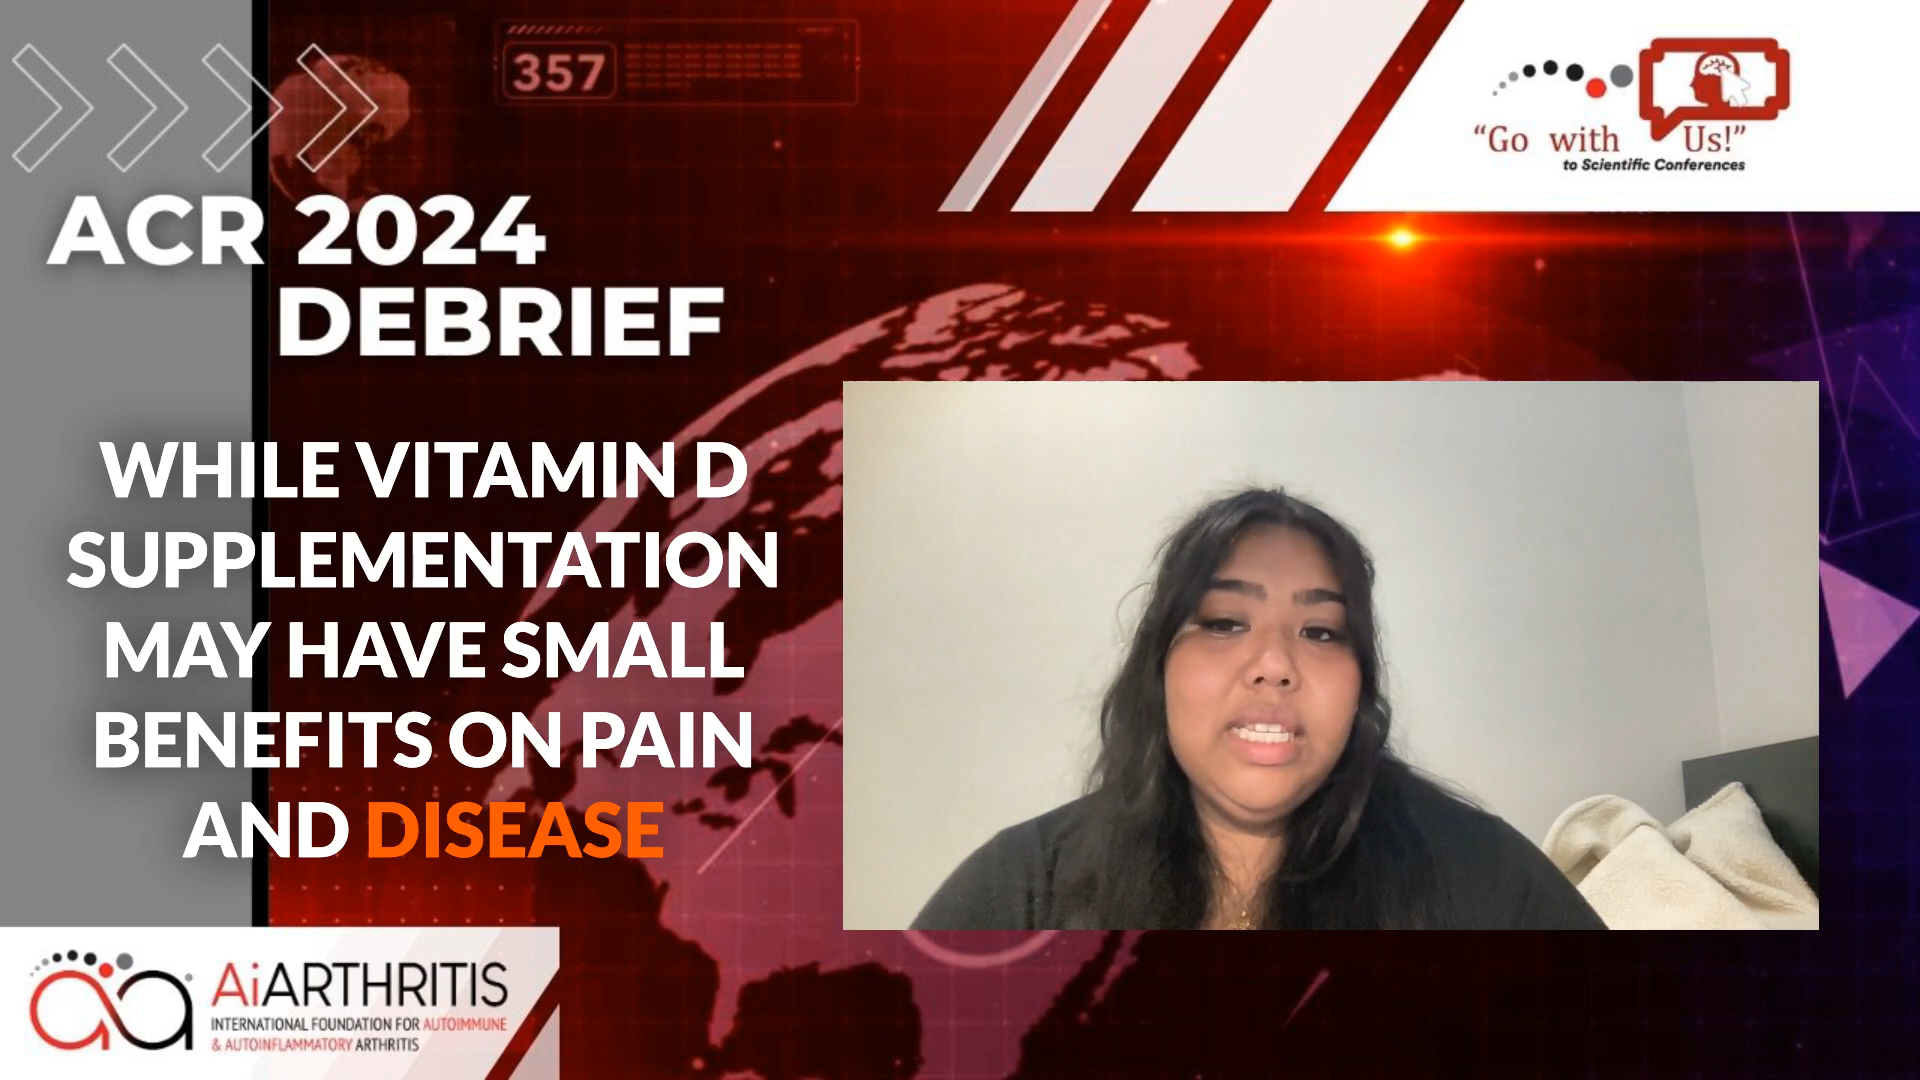 357
"Go with Us!"
to Scientific Conferences
ACR 2024
DEBRIEF
WHILE VITAMIN D
SUPPLEMENTATION
MAY HAVE SMALL
BENEFITS ON PAIN
AND DISEASE
AiARTHRITIS
INTERNATIONAL FOUNDATION FOR AUTOIMMUNE
& AUTOINFLAMMATORY ARTHRITIS